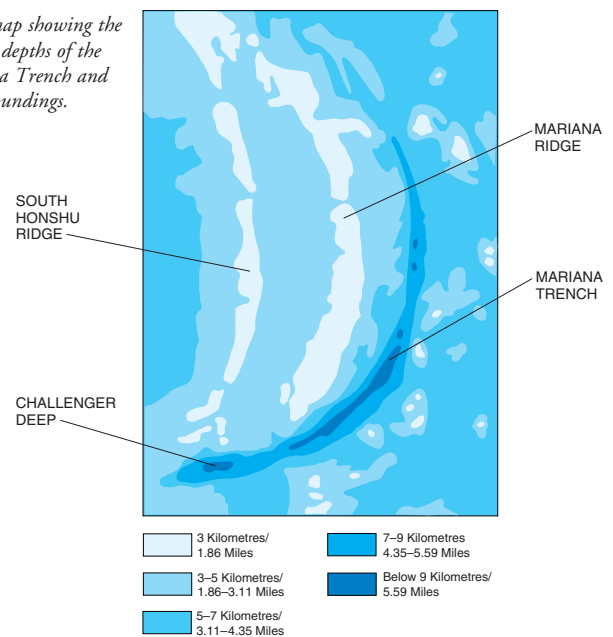 map showing the
depths of the
a Trench and
oundings.
MARIANA
RIDGE
SOUTH
HONSHU
RIDGE
MARIANA
TRENCH
CHALLENGER
DEEP
3 Kilometres/
1.86 Miles
3–5 Kilometres/
1.86–3.11 Miles
5–7 Kilometres/
3.11–4.35 Miles
7–9 Kilometres
4.35–5.59 Miles
Below 9 Kilometres/
5.59 Miles